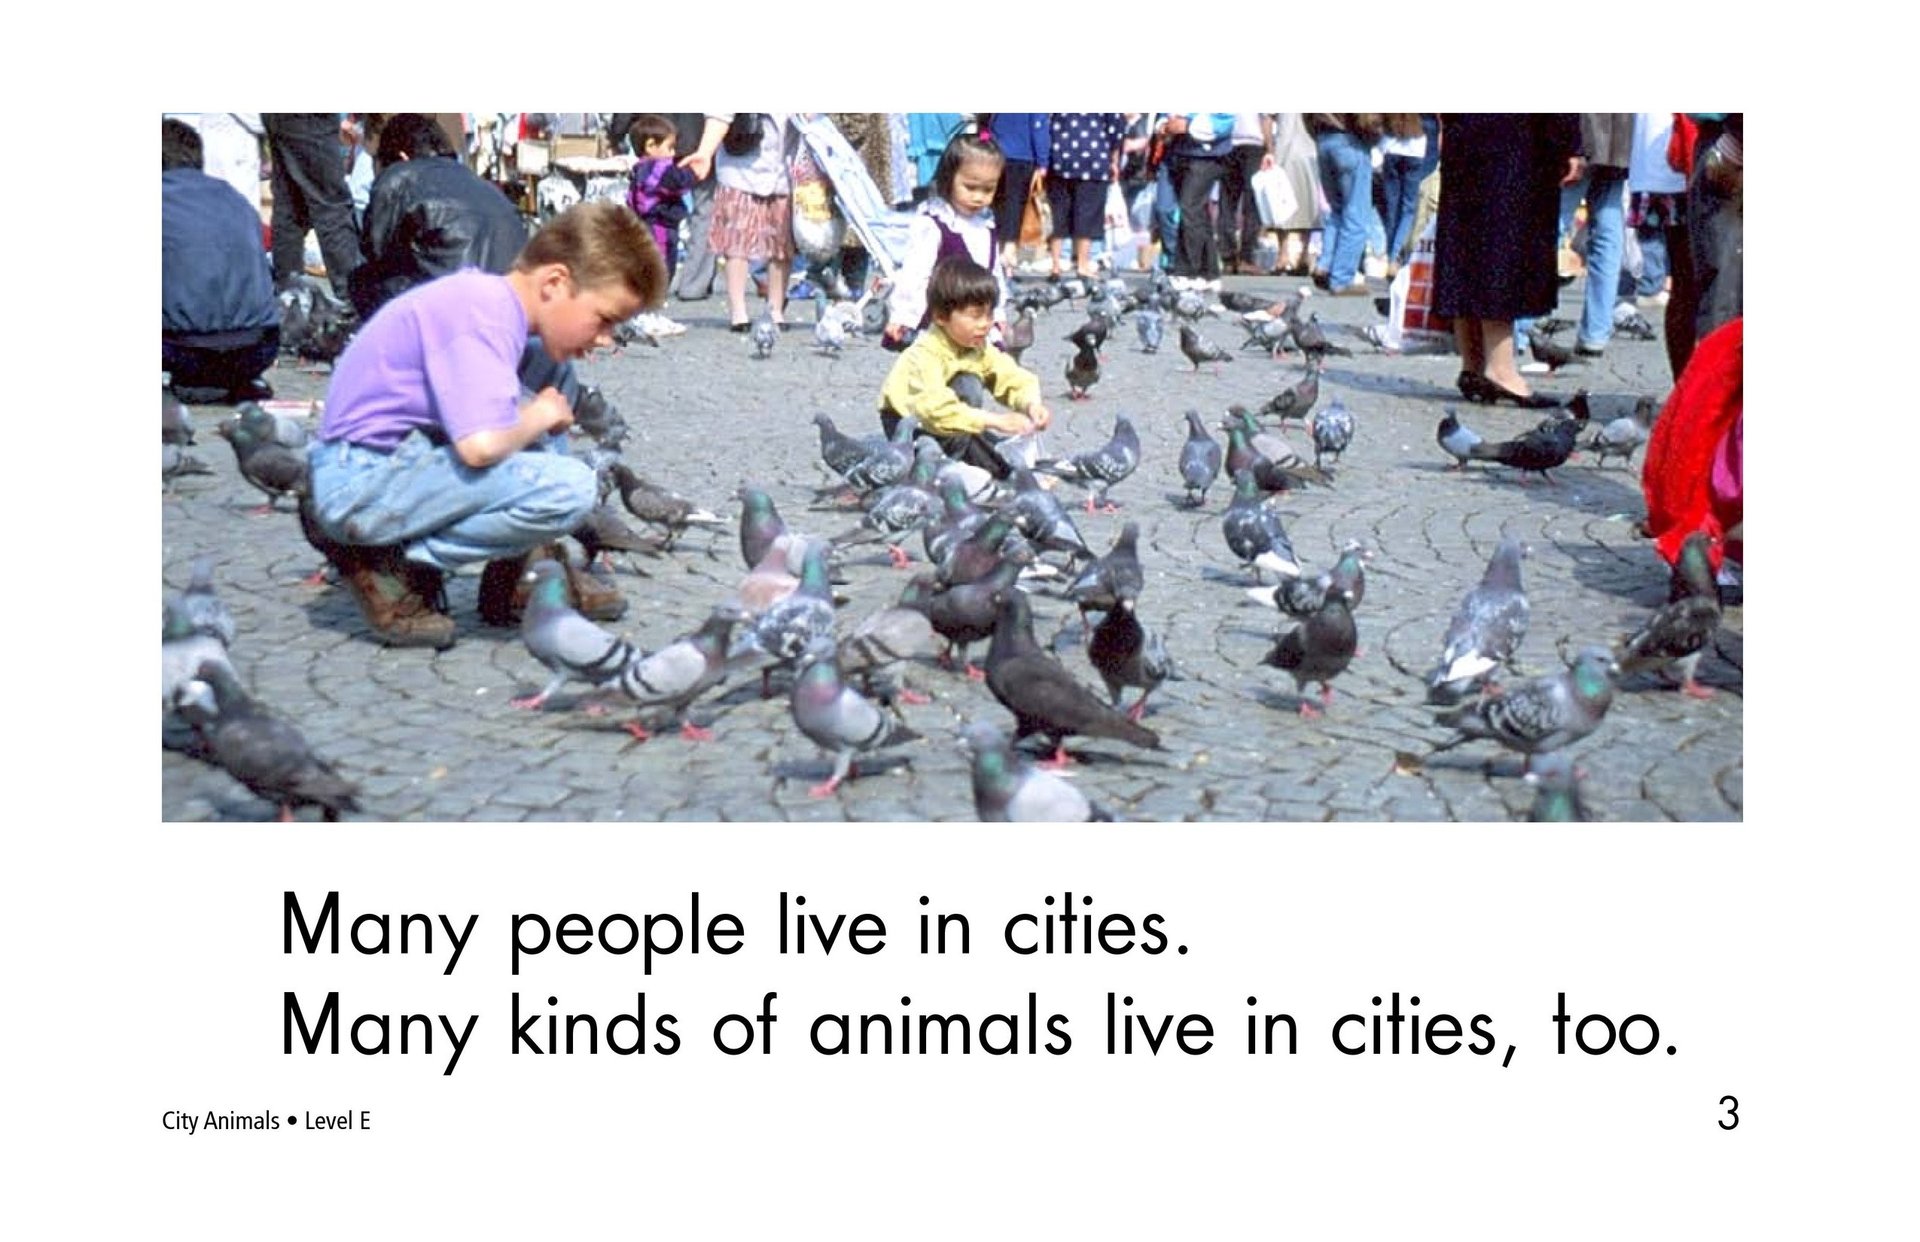 Many people live in cities.
Many kinds of animals live in cities, too.
City Animals • Level E
3